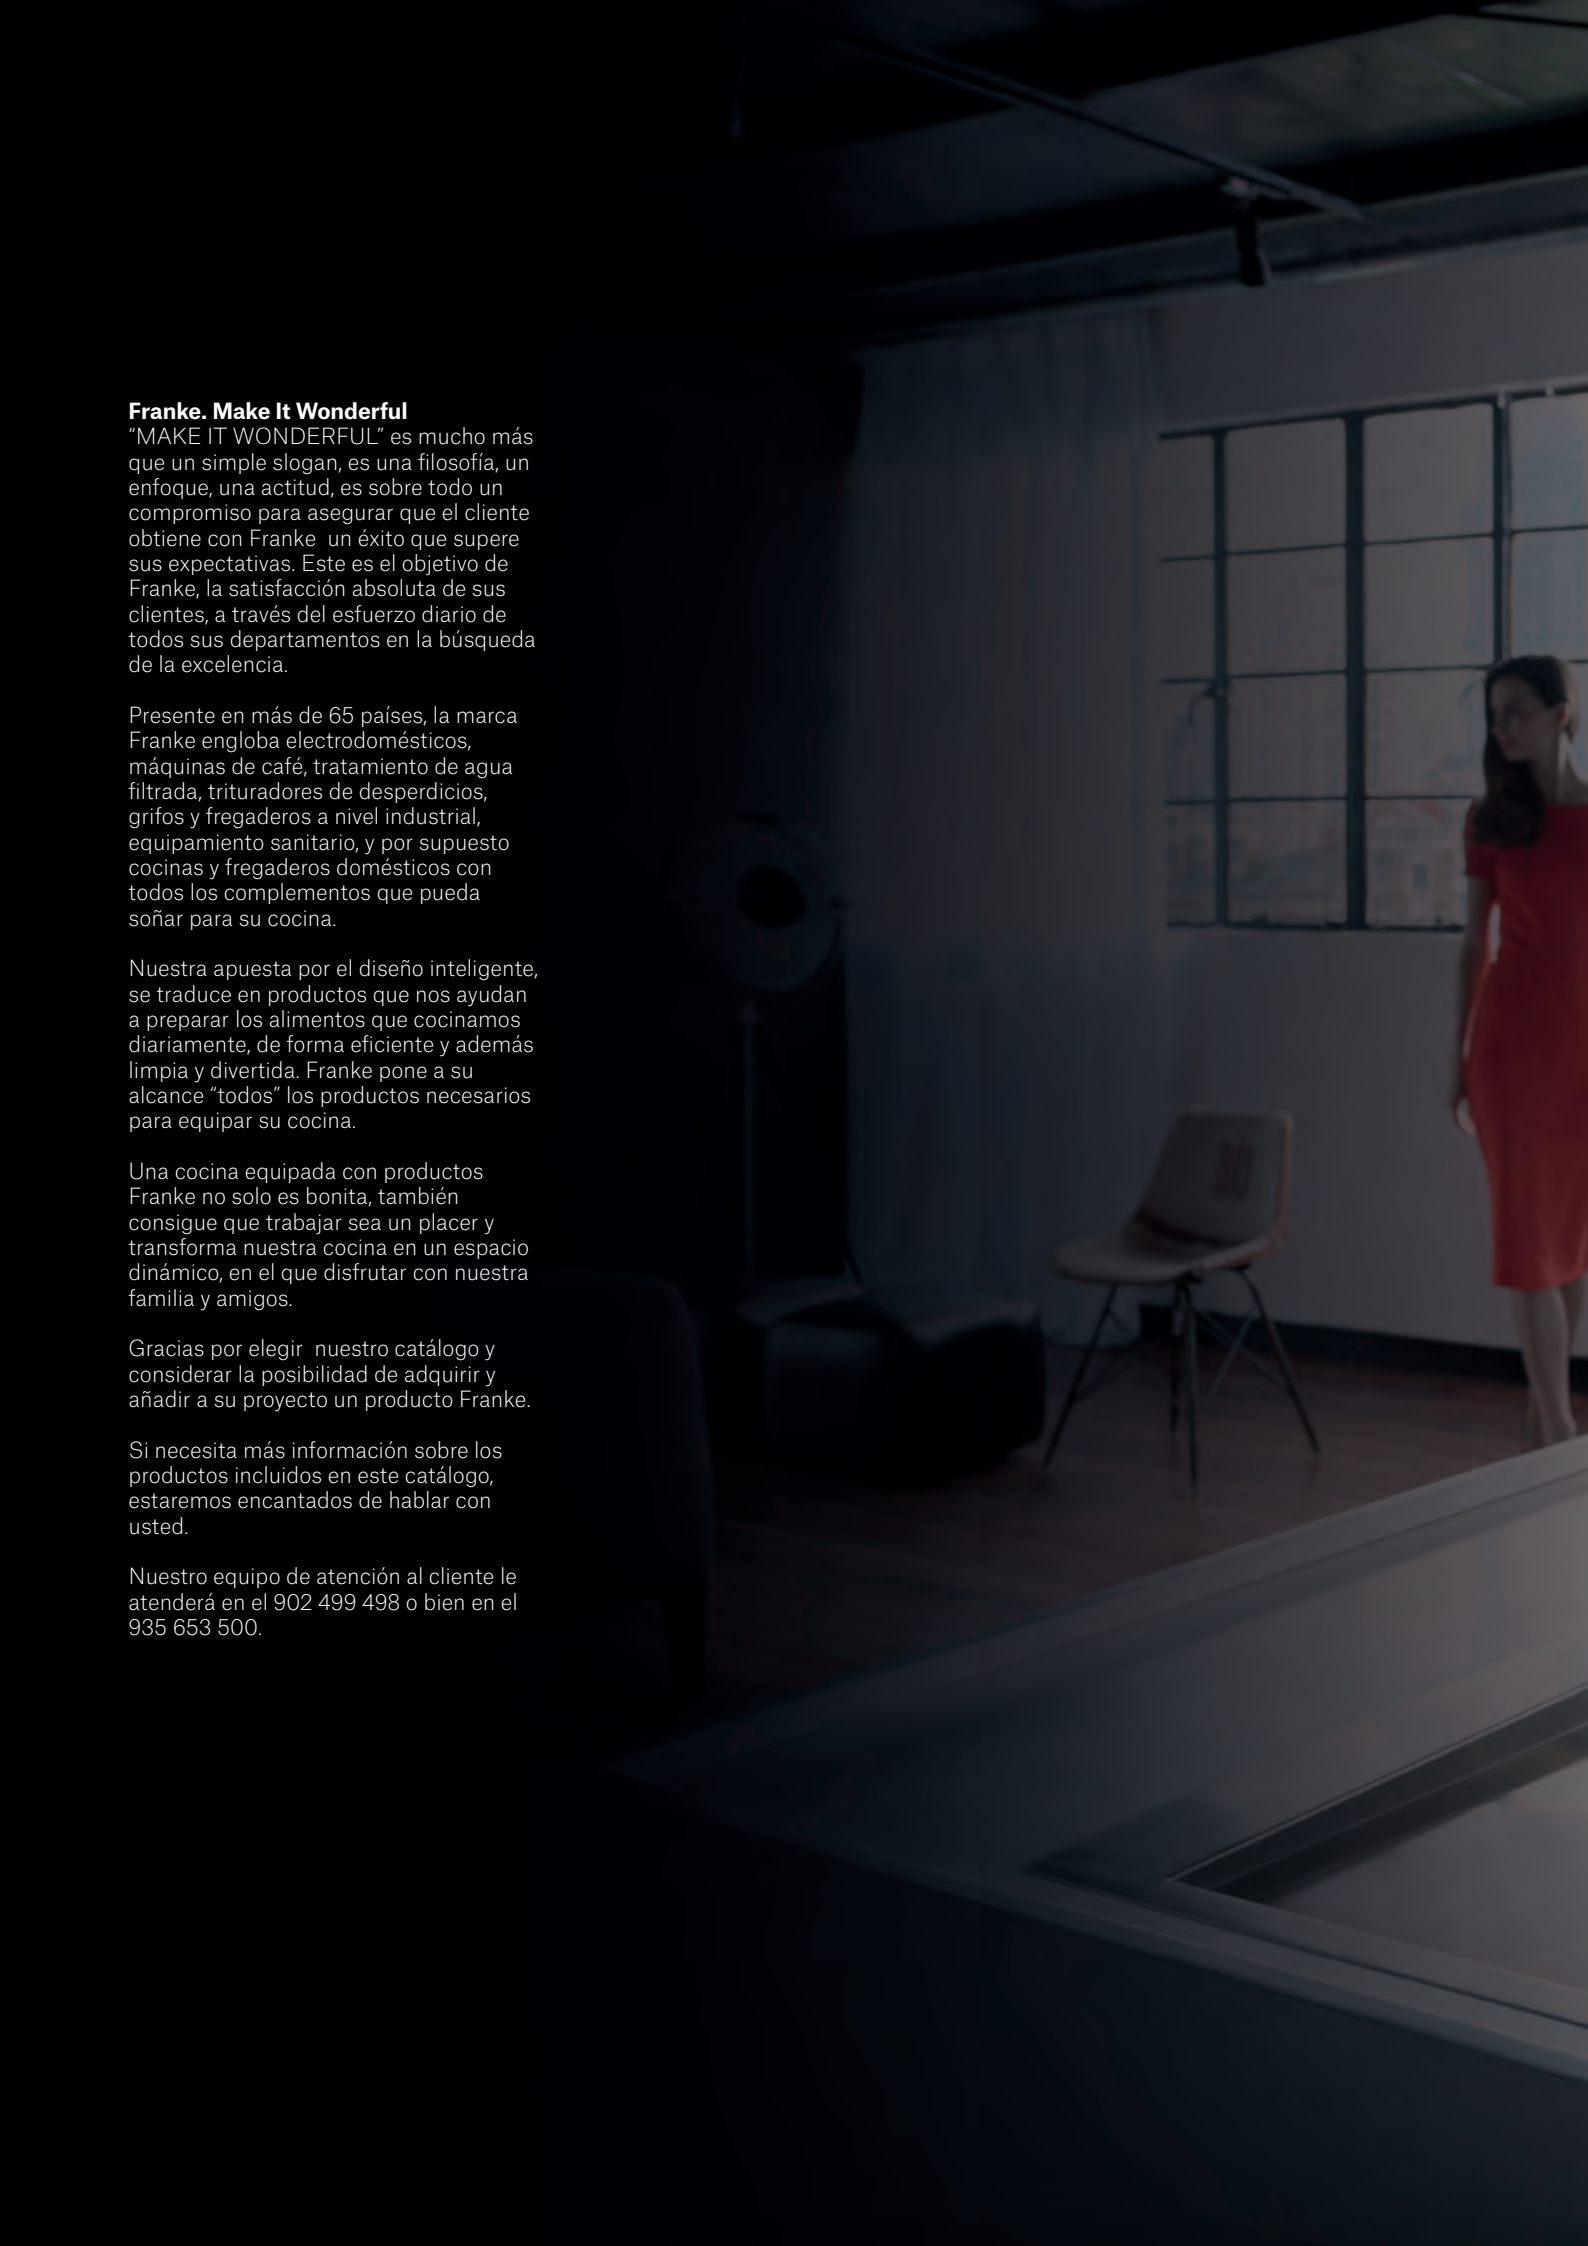 Franke. Make It Wonderful
“MAKE IT WONDERFUL” es mucho más
que un simple slogan, es una filosofía, un
enfoque, una actitud, es sobre todo un
compromiso para asegurar que el cliente
obtiene con Franke  un éxito que supere
sus expectativas. Este es el objetivo de
Franke, la satisfacción absoluta de sus
clientes, a través del esfuerzo diario de
todos sus departamentos en la búsqueda
de la excelencia.
Presente en más de 65 países, la marca
Franke engloba electrodomésticos,
máquinas de café, tratamiento de agua
filtrada, trituradores de desperdicios,
grifos y fregaderos a nivel industrial,
equipamiento sanitario, y por supuesto
cocinas y fregaderos domésticos con
todos los complementos que pueda
soñar para su cocina.
Nuestra apuesta por el diseño inteligente,
se traduce en productos que nos ayudan
a preparar los alimentos que cocinamos
diariamente, de forma eficiente y además
limpia y divertida. Franke pone a su
alcance “todos” los productos necesarios
para equipar su cocina.
Una cocina equipada con productos
Franke no solo es bonita, también
consigue que trabajar sea un placer y
transforma nuestra cocina en un espacio
dinámico, en el que disfrutar con nuestra
familia y amigos.
Gracias por elegir  nuestro catálogo y
considerar la posibilidad de adquirir y
añadir a su proyecto un producto Franke.
Si necesita más información sobre los
productos incluidos en este catálogo,
estaremos encantados de hablar con
usted.
Nuestro equipo de atención al cliente le
atenderá en el 902 499 498 o bien en el
935 653 500.